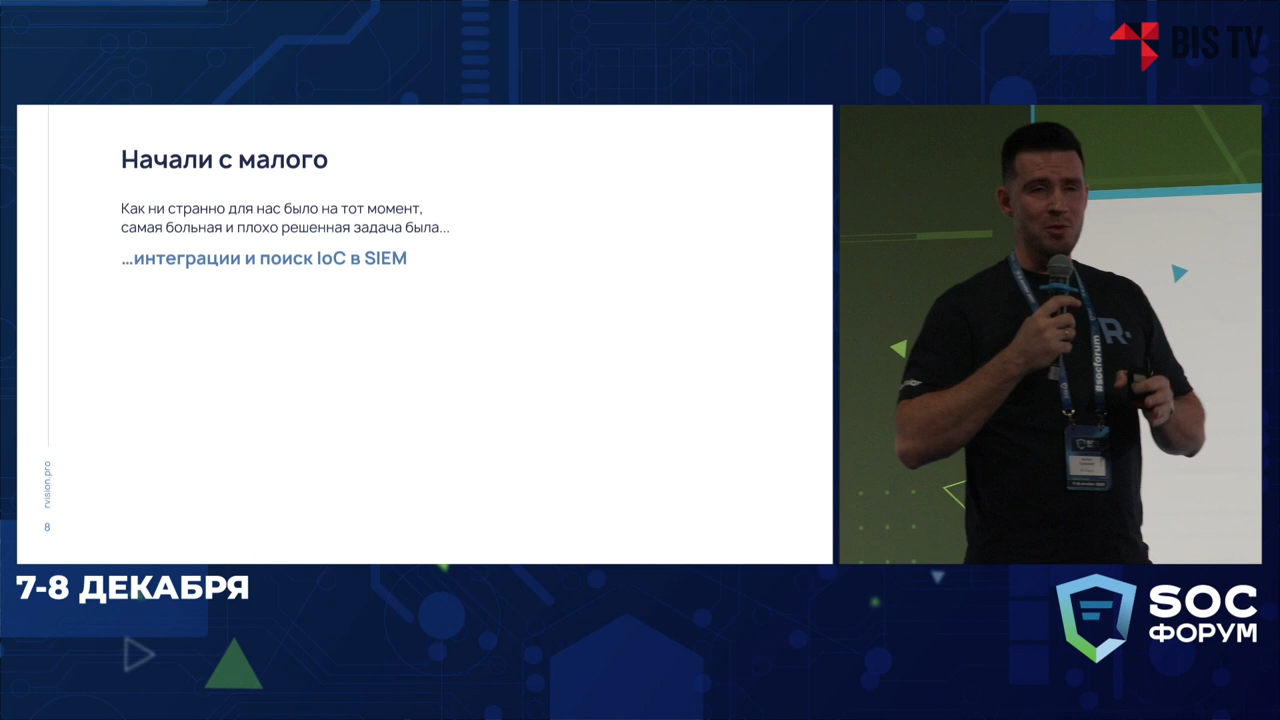 BIS TV
Начали с малого
Как ни странно для нас было на тот момент,
самая больная и плохо решенная задача была...
...интеграции и поиск IoC в SIEM
rvision.pro
8
R
#socforum
7-8 ДЕКАБРЯ
SOC
ФОРУМ